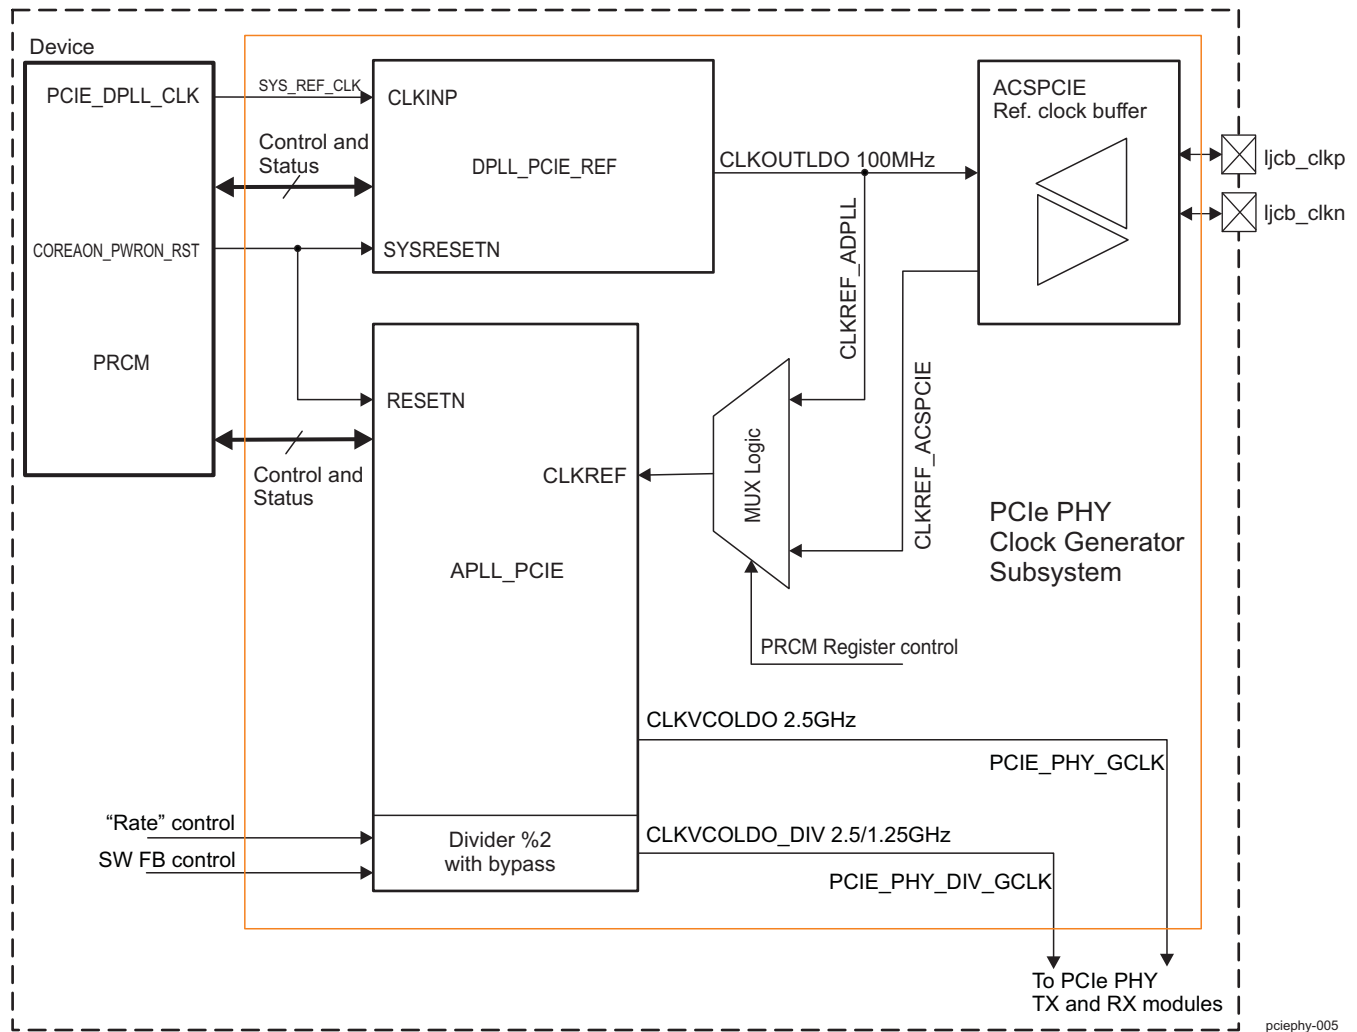 Device
PCIE_DPLL_CLK
SYS_REF_CLK
CLKINP
Control and
Status
DPLL_PCIE_REF
CLKOUTLDO 100MHz
ACSPCIE
Ref. clock buffer
ljcb_clkp
ljcb_clkn
COREAON_PWRON_RST
SYSRESETN
CLKREF_ADPLL
PRCM
RESETN
CLKREF_ACSPCIE
MUX Logic
Control and
Status
CLKREF
PCIe PHY
Clock Generator
Subsystem
APLL_PCIE
PRCM Register control
CLKVCOLDO 2.5GHz
PCIE_PHY_GCLK
“Rate” control
SW FB control
Divider %2
with bypass
CLKVCOLDO_DIV 2.5/1.25GHz
PCIE_PHY_DIV_GCLK
To PCIe PHY
TX and RX modules
pciephy-005